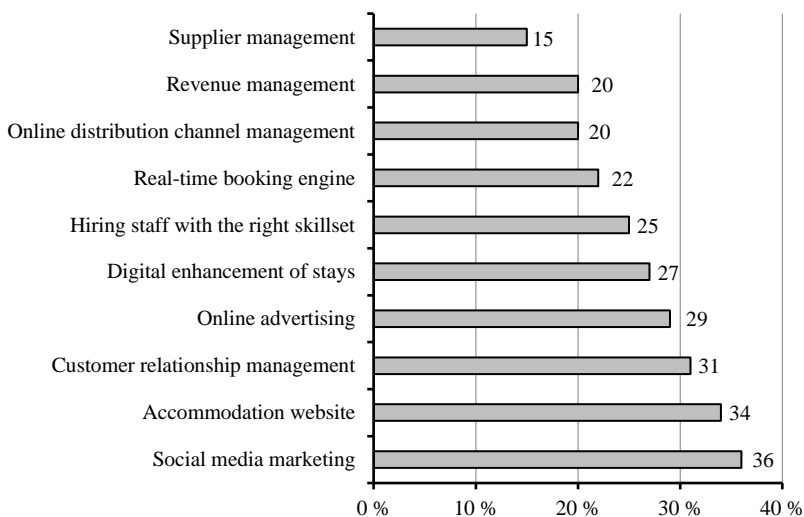 Supplier management 15
Revenue management 20
Online distribution channel management 20
Real-time booking engine 22
Hiring staff with the right skillset 25
Digital enhancement of stays 27
Online advertising 29
Customer relationship management 31
Accommodation website 34
Social media marketing 36
0 % 10 % 20 % 30 % 40 %